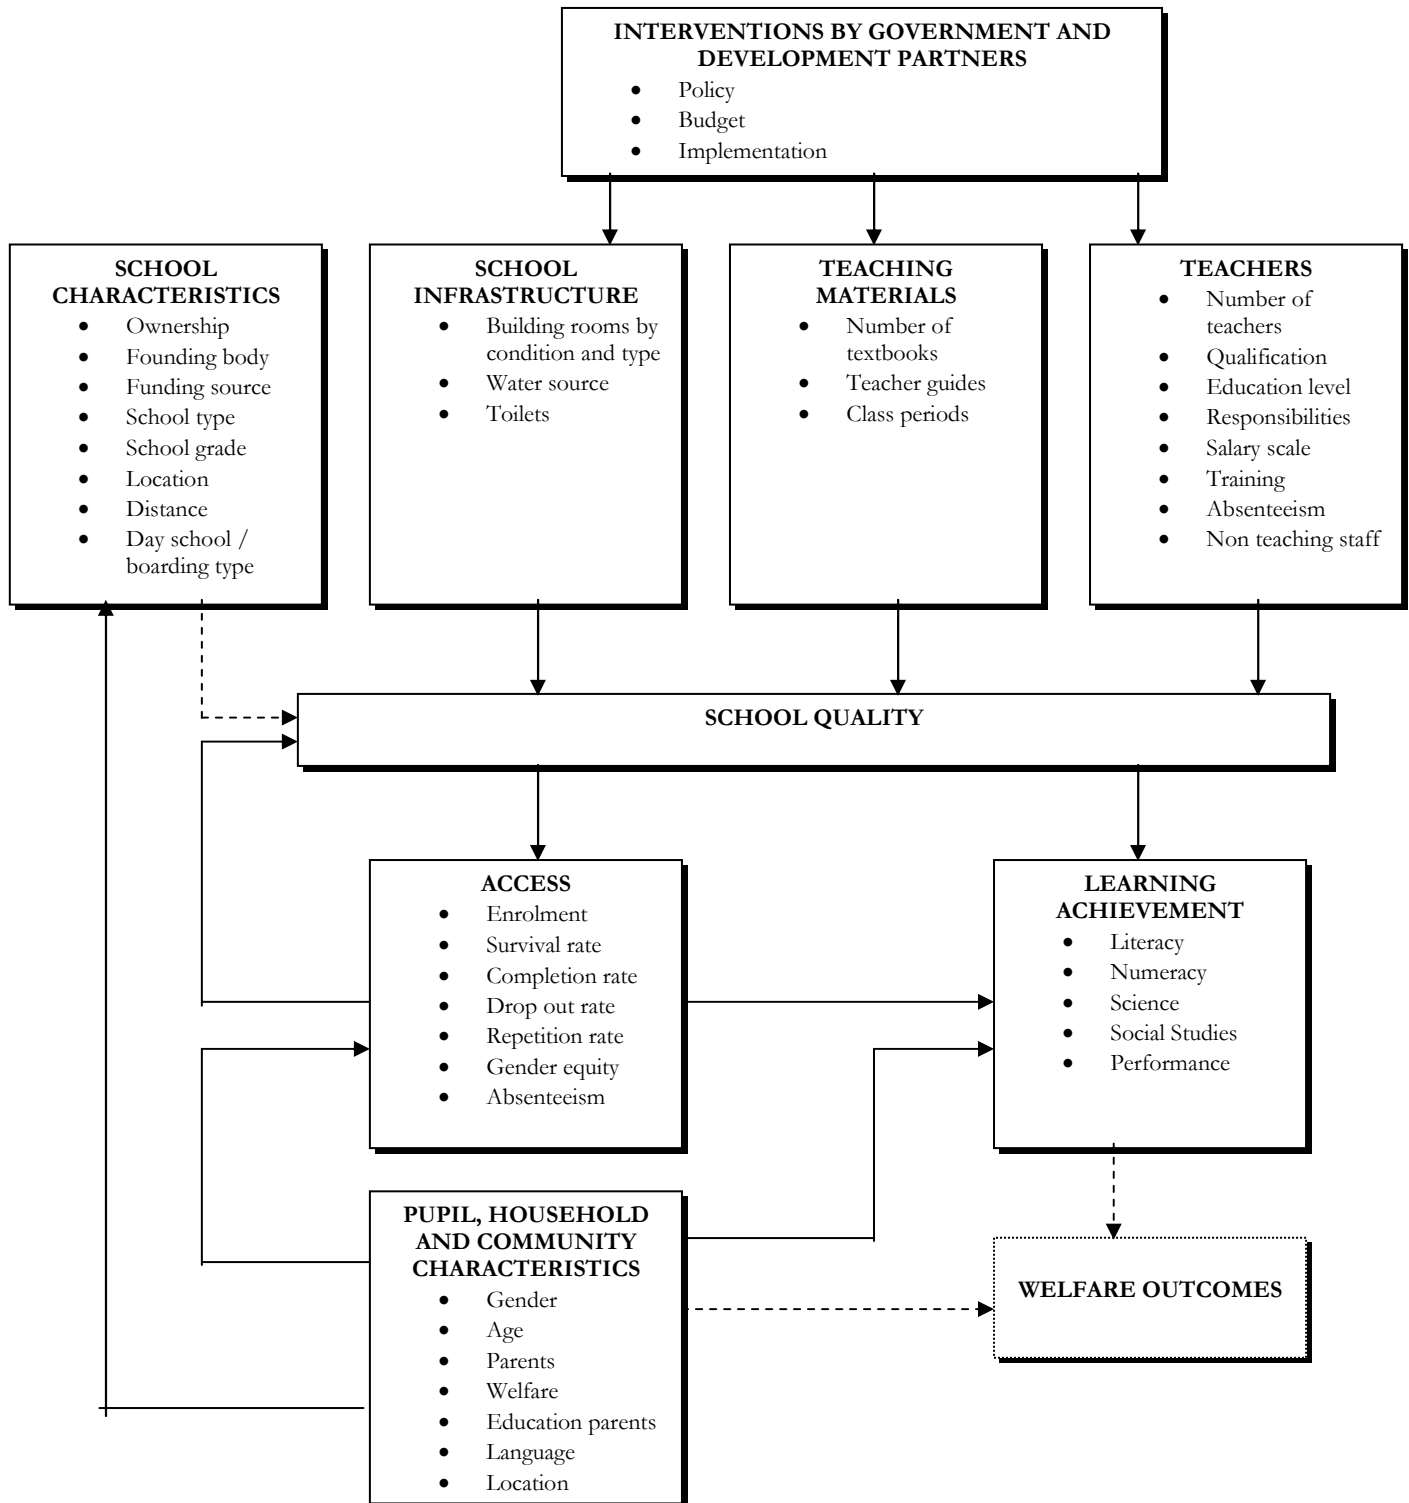 INTERVENTIONS BY GOVERNMENT AND
DEVELOPMENT PARTNERS
• Policy
• Budget
• Implementation
SCHOOL
CHARACTERISTICS
• Ownership
• Founding body
• Funding source
• School type
• School grade
• Location
• Distance
• Day school /
boarding type
SCHOOL
INFRASTRUCTURE
• Building rooms by
condition and type
• Water source
• Toilets
TEACHING
MATERIALS
• Number of
textbooks
• Teacher guides
• Class periods
TEACHERS
• Number of
teachers
• Qualification
• Education level
• Responsibilities
• Salary scale
• Training
• Absenteeism
• Non teaching staff
SCHOOL QUALITY
ACCESS
• Enrolment
• Survival rate
• Completion rate
• Drop out rate
• Repetition rate
• Gender equity
• Absenteeism
LEARNING
ACHIEVEMENT
• Literacy
• Numeracy
• Science
• Social Studies
• Performance
PUPIL, HOUSEHOLD
AND COMMUNITY
CHARACTERISTICS
• Gender
• Age
• Parents
• Welfare
• Education parents
• Language
• Location
WELFARE OUTCOMES